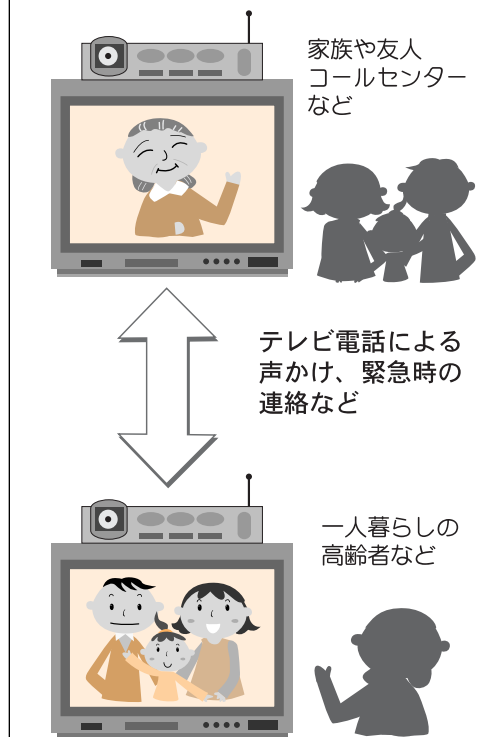 家族や友人
コールセンター
など
テレビ電話による
声かけ、緊急時の
連絡など
一人暮らしの
高齢者など